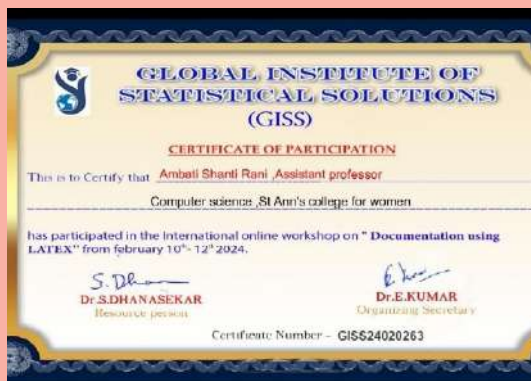 GLOBAL INSTITUTE OF
STATISTICAL SOLUTIONS
(GISS)
CERTIFICATE OF PARTICIPATION
This is to Certify that Ambati Shanti Rani ,Assistant professor
Computer science ,St Ann's college for women
has participated in the International online workshop on " Documentation using
LATEX" from february 10th- 12th 2024.
S. Dhan
Dr.S.DHANASEKAR
Resource person
Dr.E.KUMAR
Organizing Secretary
Certificate Number - GISS24020263